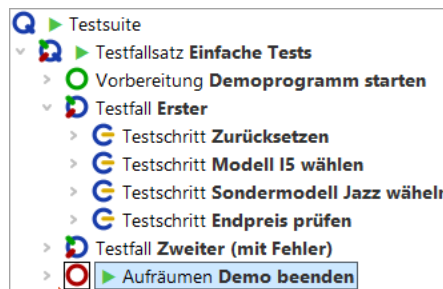 Testsuite
Testfallsatz Einfache Tests
Vorbereitung Demoprogramm starten
Testfall Erster
Testschritt Zurücksetzen
Testschritt Modell I5 wählen
Testschritt Sondermodell Jazz wäheln
Testschritt Endpreis prüfen
Testfall Zweiter (mit Fehler)
Aufräumen Demo beenden